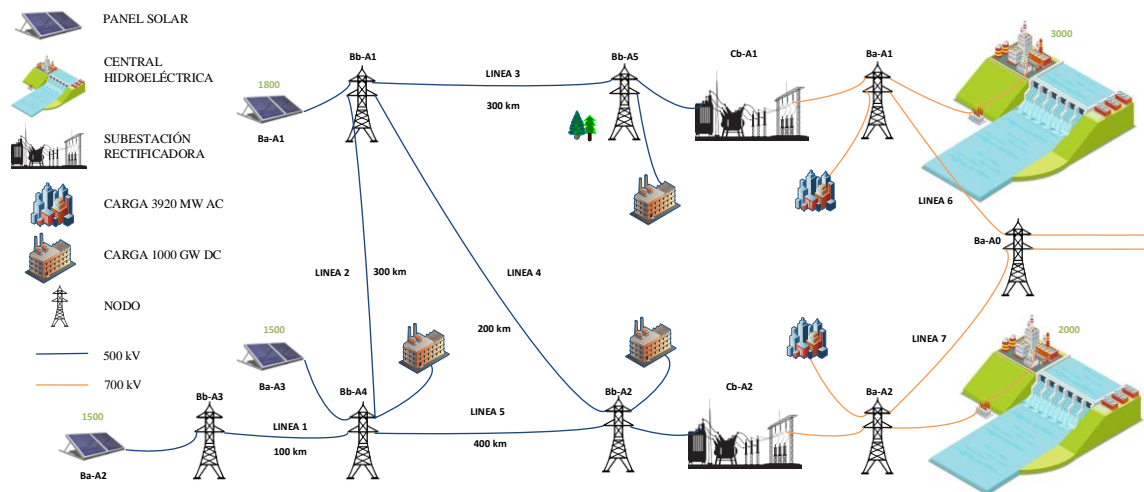 PANEL SOLAR
CENTRAL
HIDROELÉCTRICA
SUBESTACIÓN
RECTIFICADORA
CARGA 3920 MW AC
CARGA 1000 GW DC
NODO
500 kV
700 kV
1800
Ba-A1
Bb-A1
LINEA 3
300 km
Bb-A5
Cb-A1
Ba-A1
3000
LINEA 6
Ba-A0
LINEA 2
300 km
LINEA 4
200 km
LINEA 7
1500
Ba-A3
Bb-A4
1500
Ba-A2
Bb-A3
LINEA 1
100 km
LINEA 5
400 km
Bb-A2
Cb-A2
Ba-A2
2000